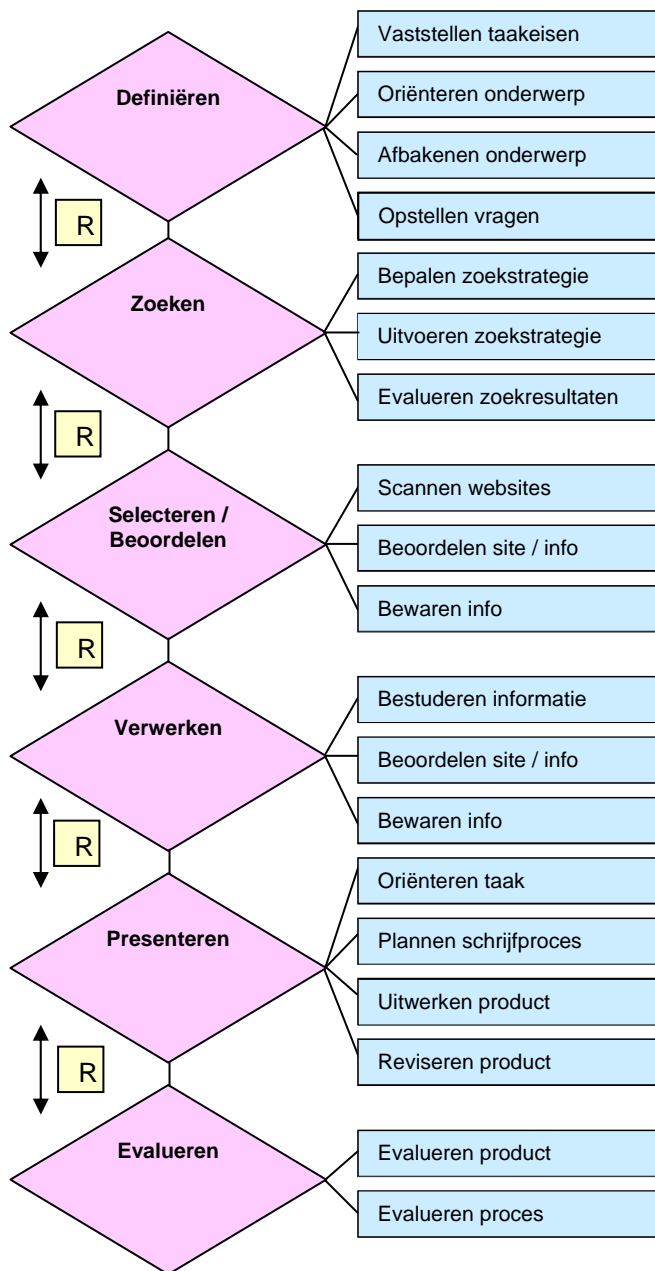 Definiëren
Vaststellen taakeisen
Oriënteren onderwerp
Afbakenen onderwerp
Opstellen vragen
R
Zoeken
Bepalen zoekstrategie
Uitvoeren zoekstrategie
Evalueren zoekresultaten
R
Selecteren /
Beoordelen
Scannen websites
Beoordelen site / info
Bewaren info
R
Verwerken
Bestuderen informatie
Beoordelen site / info
Bewaren info
R
Presenteren
Oriënteren taak
Plannen schrijfproces
Uitwerken product
Reviseren product
R
Evalueren
Evalueren product
Evalueren proces